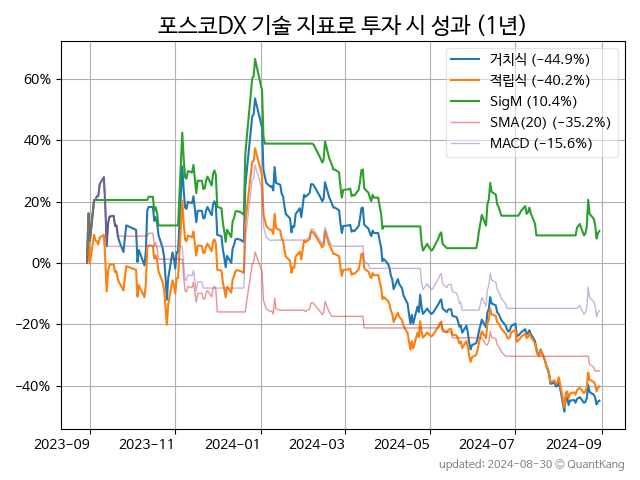 포스코DX 기술 지표로 투자 시 성과 (1년)
거치식 (−44.9%)
적립식 (−40.2%)
SigM (10.4%)
SMA(20) (−35.2%)
MACD (−15.6%)
60%
40%
20%
0%
−20%
−40%
2023-09 2023-11 2024-01 2024-03 2024-05 2024-07 2024-09
updated: 2024-08-30 © QuantKang